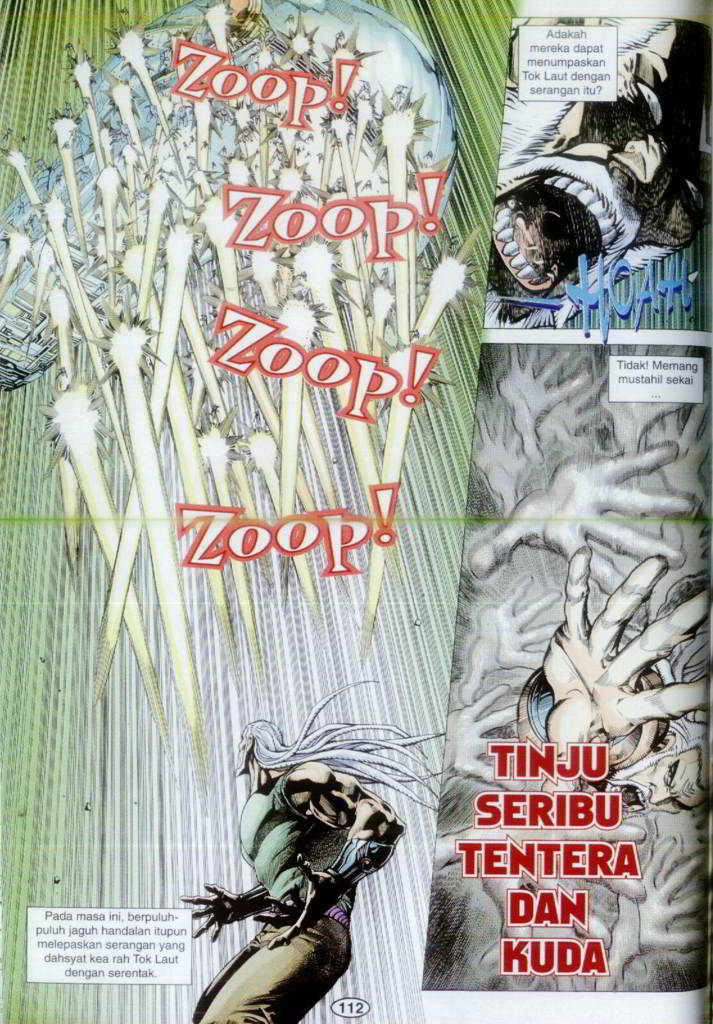 Zoop!
Zoop!
Zoop!
Zoop!
Pada masa ini, berpuluh-
puluh jaguh handalan itupun
melepaskan serangan yang
dahsyat kea rah Tok Laut
dengan serentak.
Adakah
mereka dapat
menumpaskan
Tok Laut dengan
serangan itu?
HOAH
Tidak! Memang
mustahil sekai
...
TINJU
SERIBU
TENTERA
DAN
KUDA
112